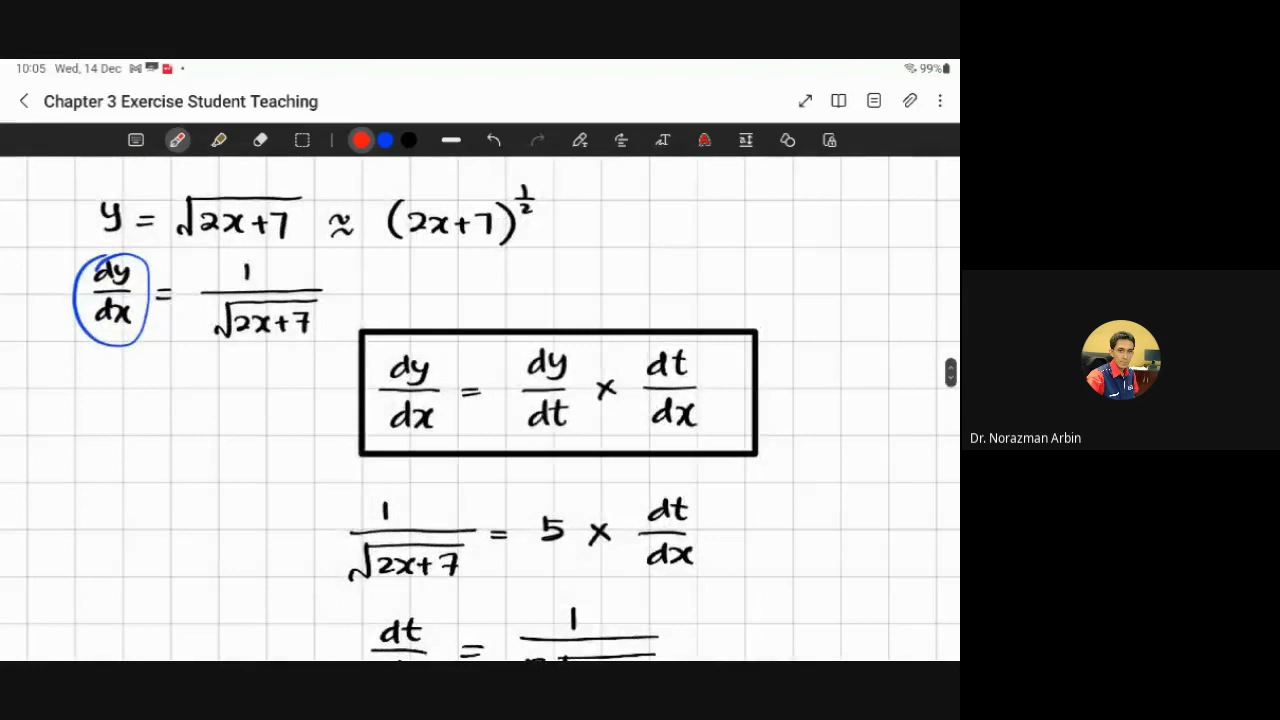 10:05 Wed, 14 Dec 99%
Chapter 3 Exercise Student Teaching
y = √(2x+7) ≈ (2x+7)^(1/2)
dy/dx = 1/√(2x+7)
dy/dx = dy/dt × dt/dx
1/√(2x+7) = 5 × dt/dx
dt = 1
Dr. Norazman Arbin